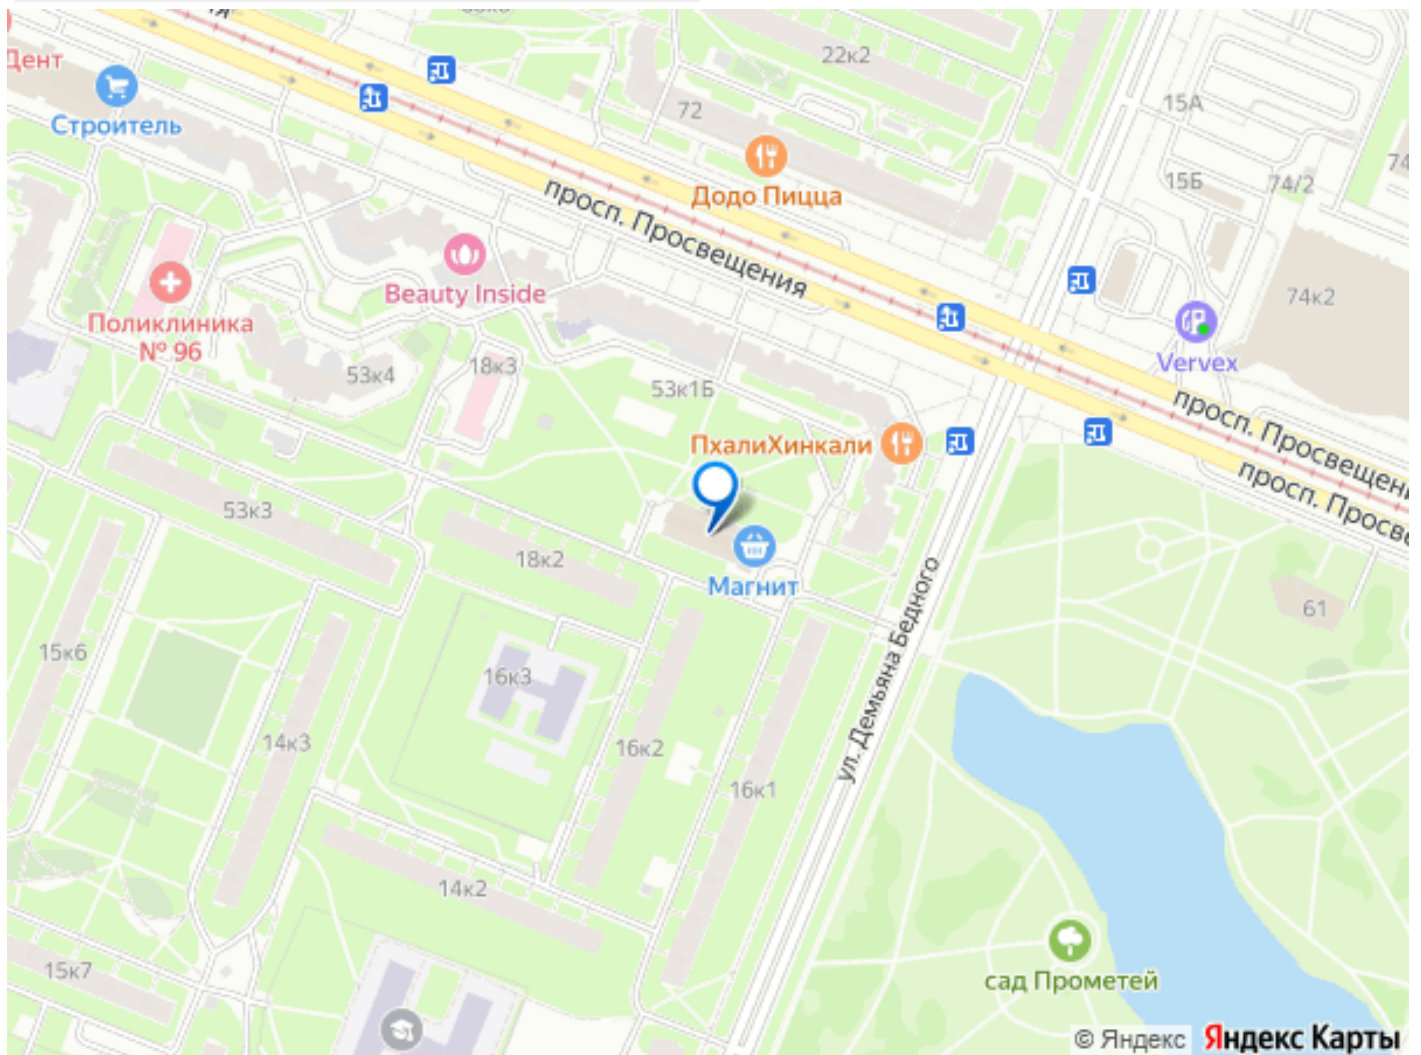 22к2
72
15А
Дент
Строитель
Додо Пицца
15Б
74/2
74
просп. Просвещения
Beauty Inside
74к2
Поликлиника
№ 96
Vervex
53к4
18к3
53к1Б
просп. Просвещени
ПхалиХинкали
просп. Просве
53к3
18к2
Магнит
ул. Демьяна Бедного
61
15к6
16к3
14к3
16к2
16к1
14к2
15к7
сад Прометей
© Яндекс Яндекс Карты